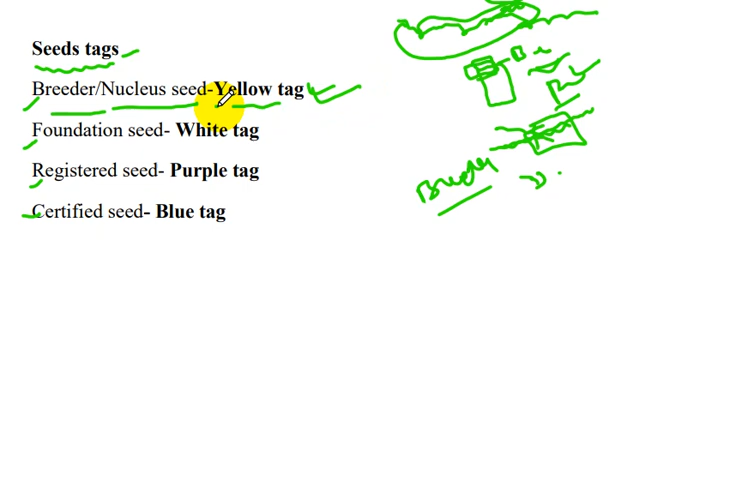 Seeds tags
Breeder/Nucleus seed-Yellow tag
Foundation seed- White tag
Registered seed- Purple tag
Certified seed- Blue tag
Breeder